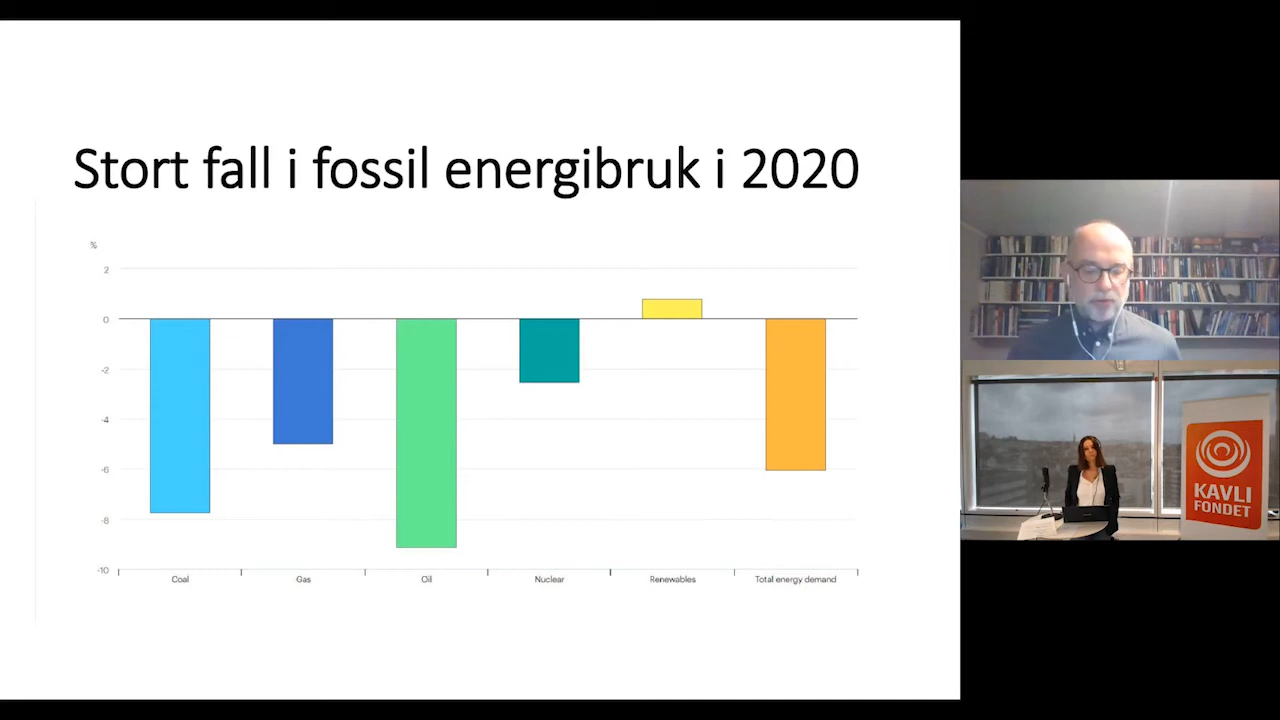 Stort fall i fossil energibruk i 2020
%
2
0
-2
-4
-6
-8
-10
Coal
Gas
Oil
Nuclear
Renewables
Total energy demand
KAVLI
FONDET